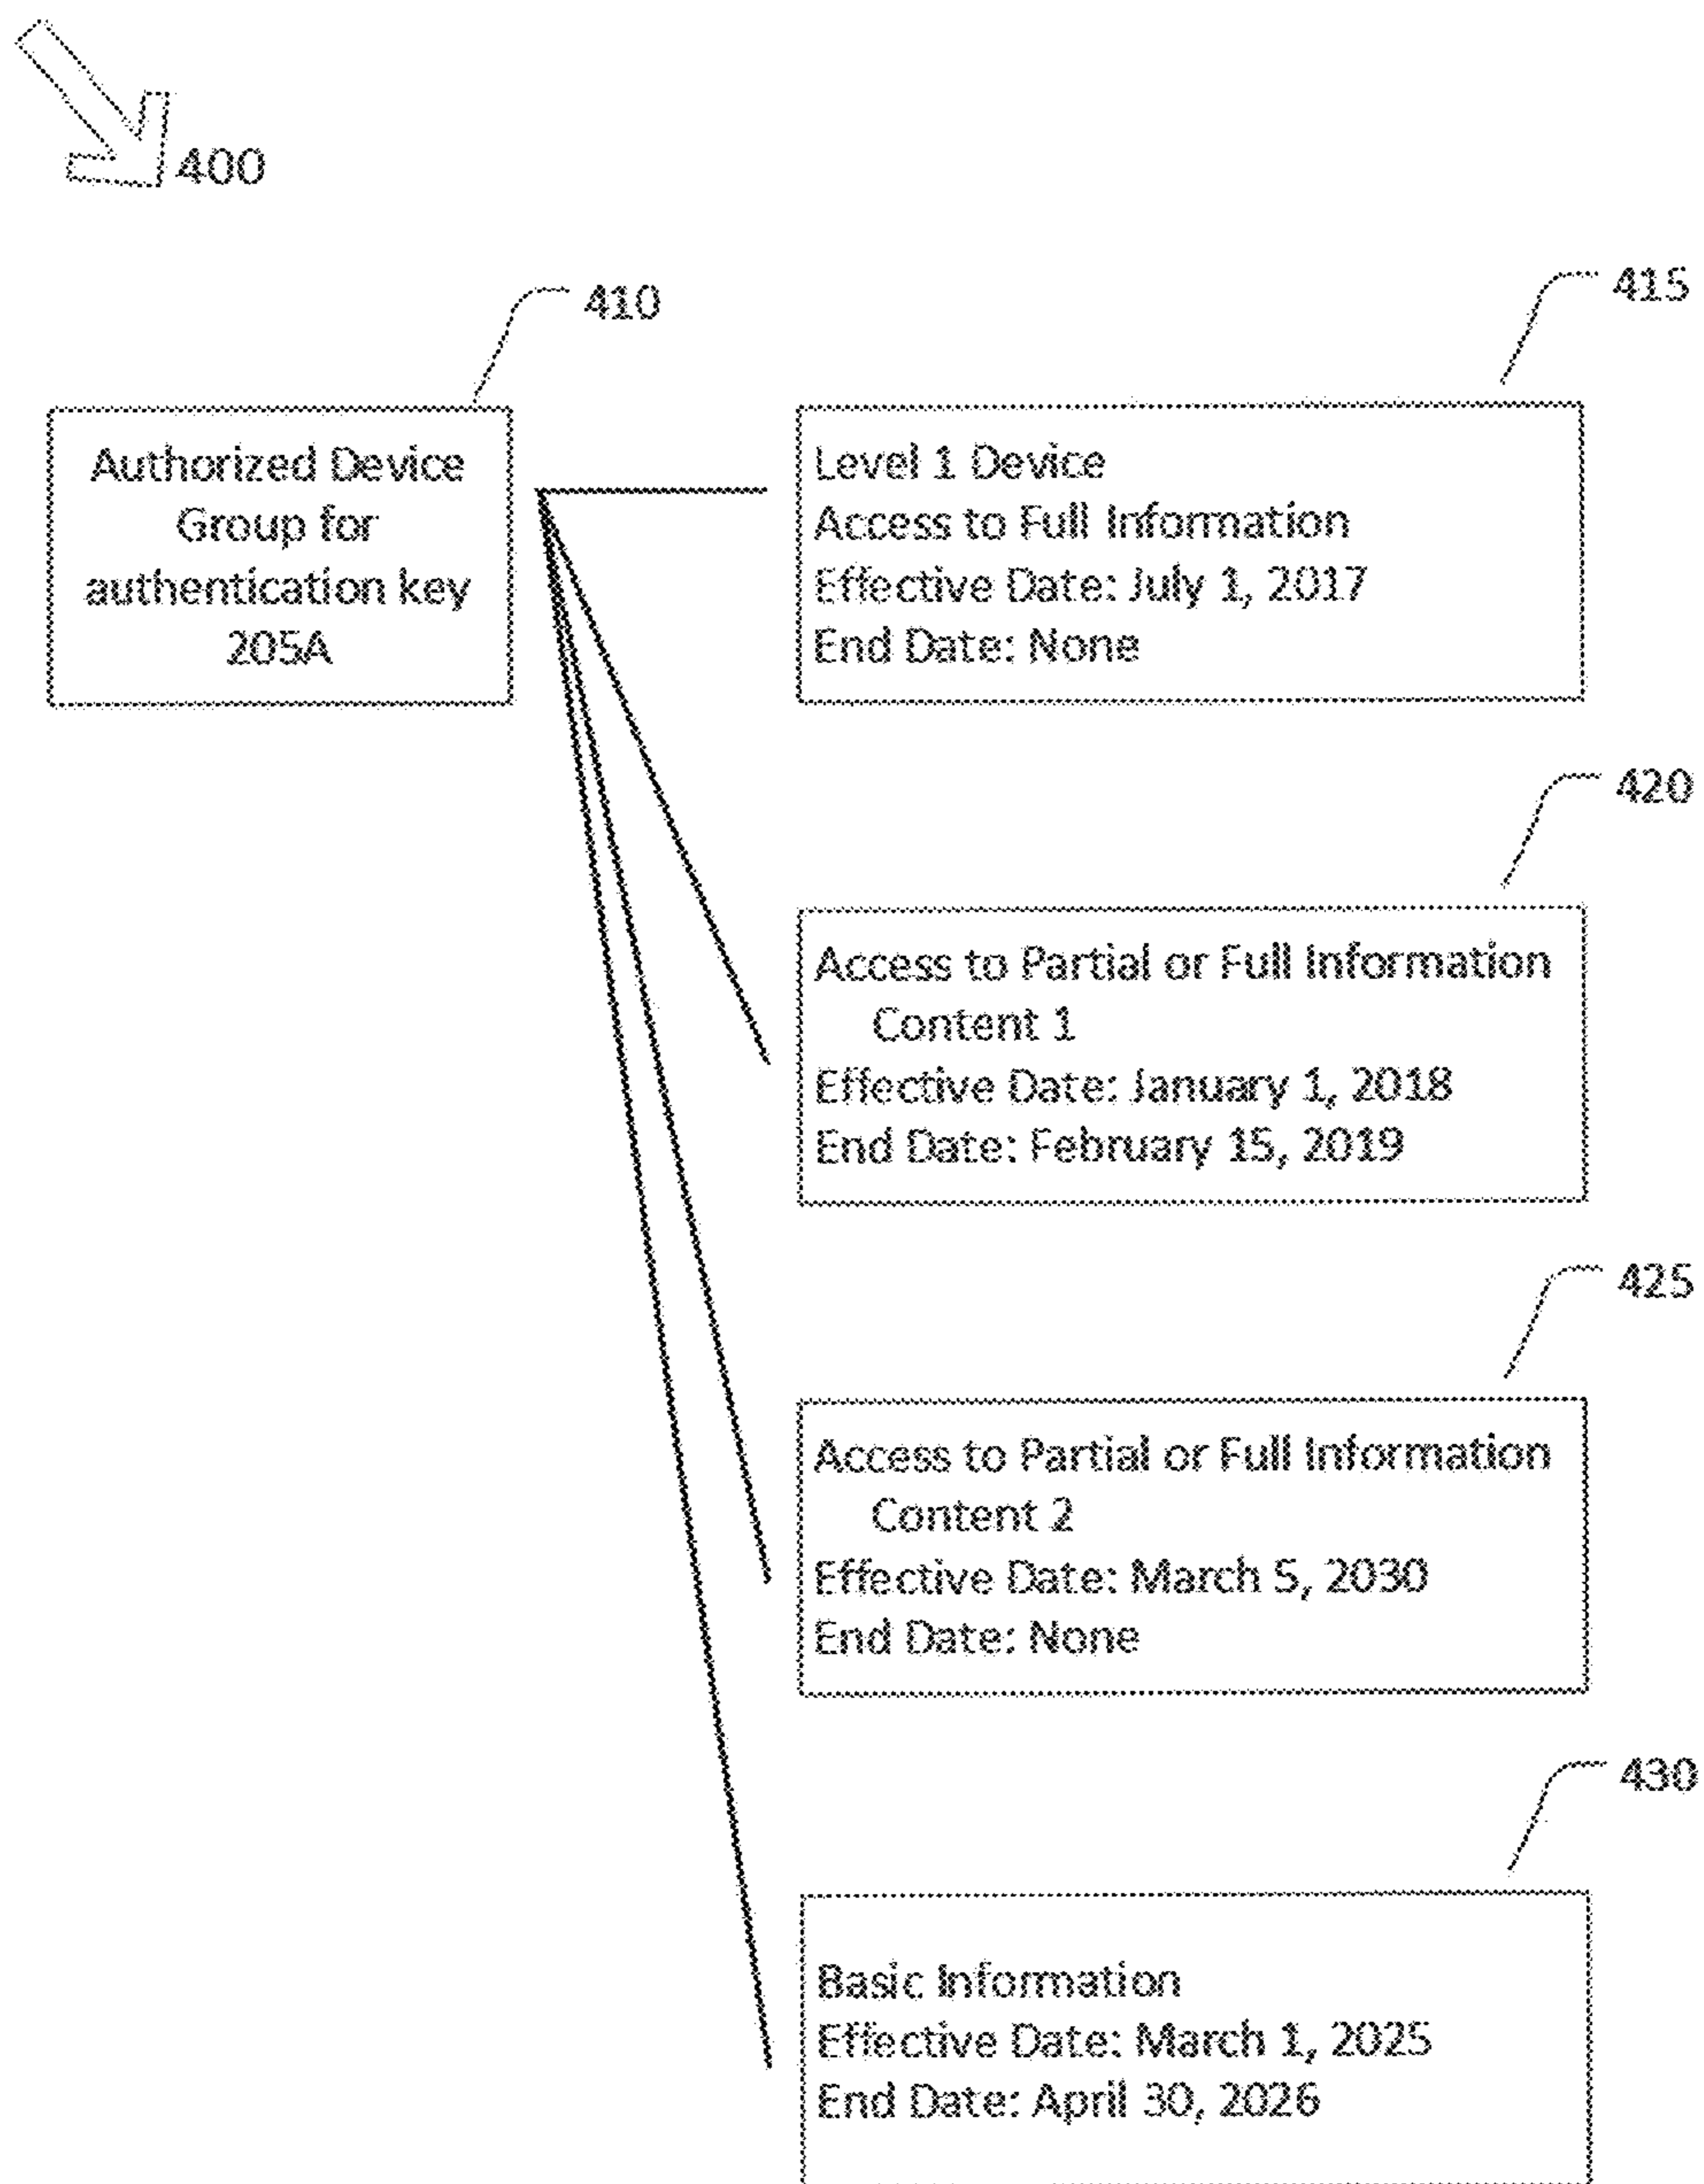 400
410
Authorized Device
Group for
authentication key
205A
415
Level 1 Device
Access to Full Information
Effective Date: July 1, 2017
End Date: None
420
Access to Partial or Full Information
Content 1
Effective Date: January 1, 2018
End Date: February 15, 2019
425
Access to Partial or Full Information
Content 2
Effective Date: March 5, 2030
End Date: None
430
Basic Information
Effective Date: March 1, 2025
End Date: April 30, 2026